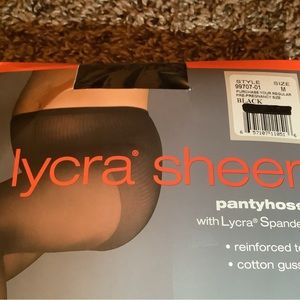 STYLE SIZE
99707-01 M
PURCHASE YOUR REGULAR
PRE-PREGNANCY SIZE
BLACK
lycra® sheer
pantyhose
with Lycra® Spande
• reinforced to
• cotton guss